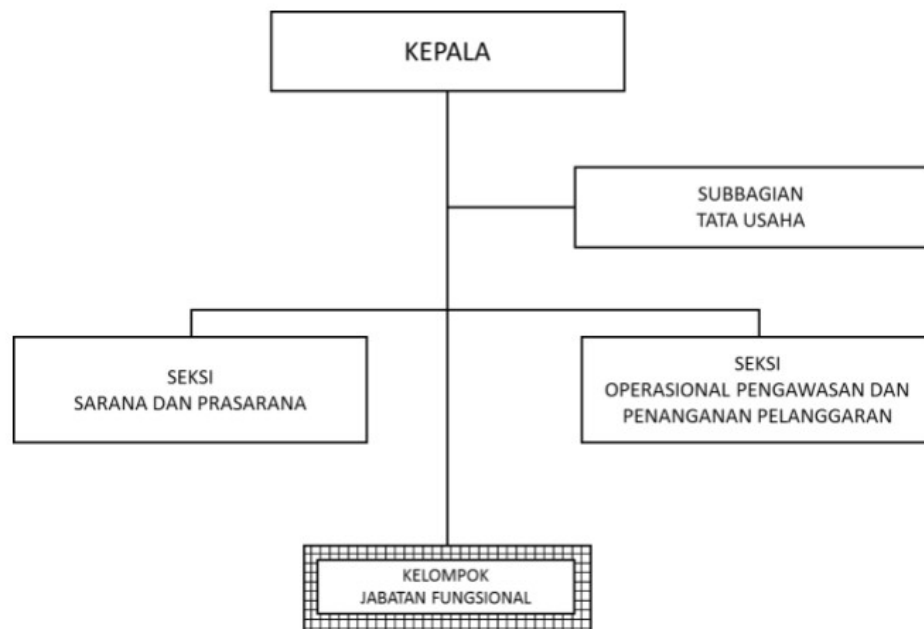 KEPALA
SUBBAGIAN
TATA USAHA
SEKSI
SARANA DAN PRASARANA
SEKSI
OPERASIONAL PENGAWASAN DAN
PENANGANAN PELANGGARAN
KELOMPOK
JABATAN FUNGSIONAL